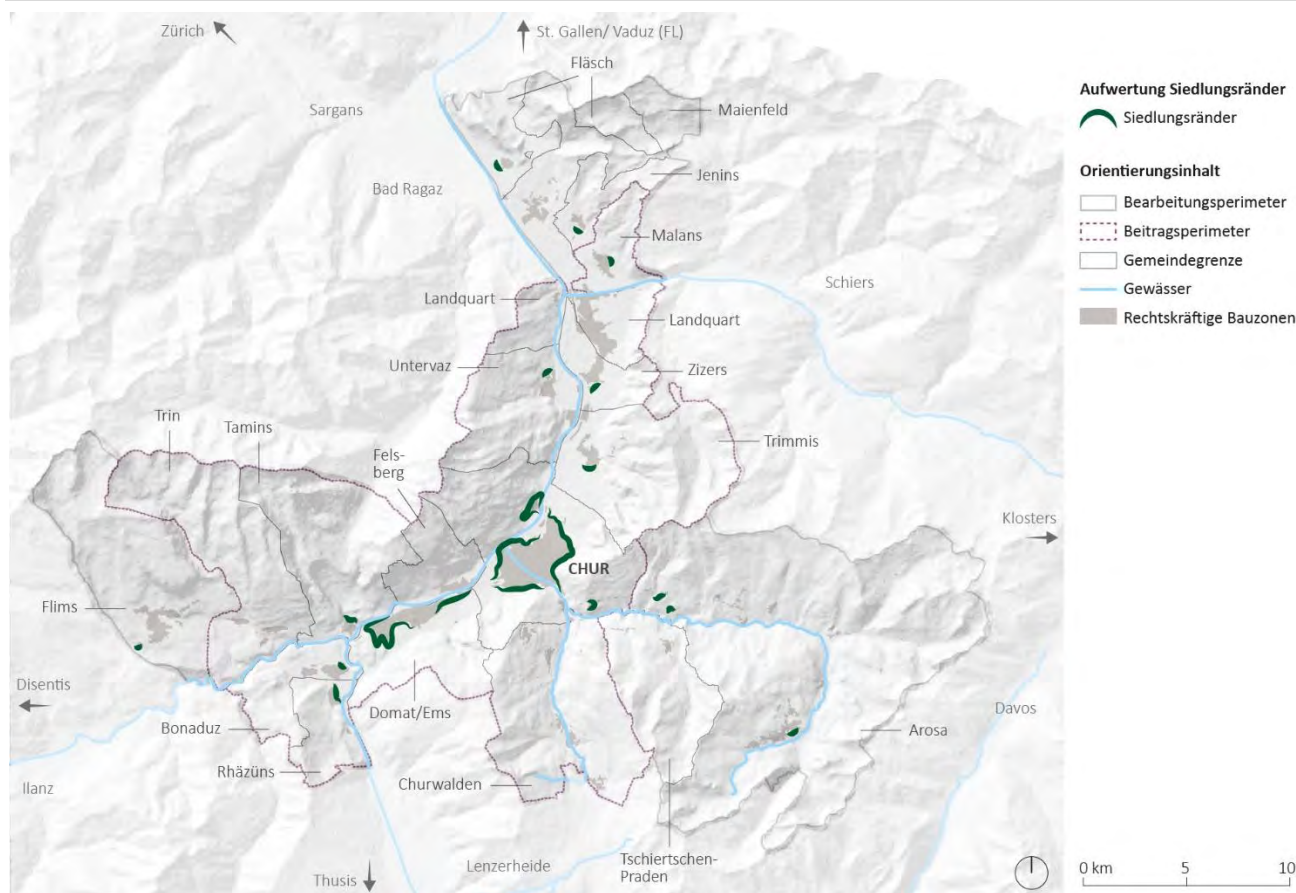 Zürich
St. Gallen/ Vaduz (FL)
Fläsch
Sargans
Maienfeld
Jenins
Bad Ragaz
Malans
Schiers
Landquart
Landquart
Untervaz
Zizers
Trin
Tamins
Trimmis
Fels-
berg
Klosters
CHUR
Flims
Disentis
Domat/Ems
Davos
Bonaduz
Arosa
Rhäzüns
Churwalden
Ilanz
Lenzerheide
Tschiertschen-
Praden
Thusis
Aufwertung Siedlungsränder
Siedlungsränder
Orientierungsinhalt
Bearbeitungsperimeter
Beitragsperimeter
Gemeindegrenze
Gewässer
Rechtskräftige Bauzonen
0 km 5 10